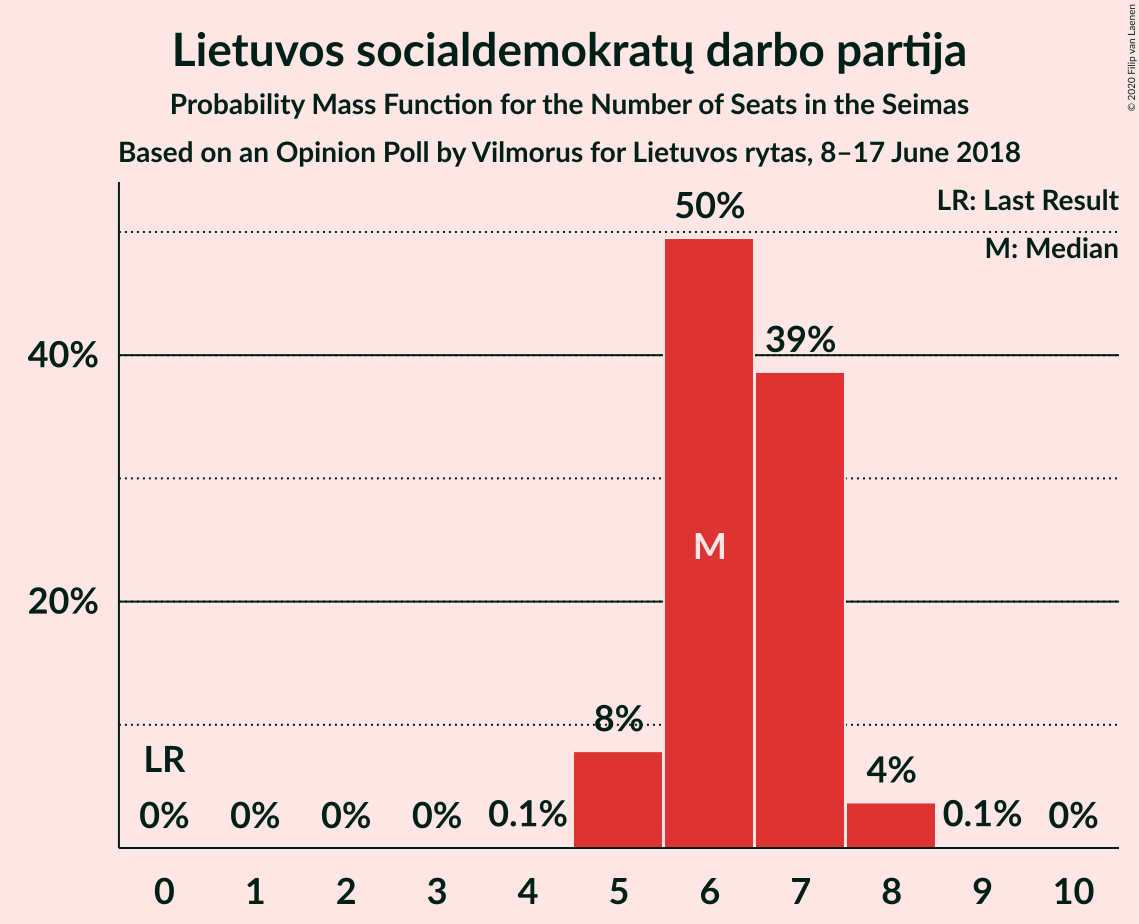 Lietuvos socialdemokratų darbo partija
Probability Mass Function for the Number of Seats in the Seimas
Based on an Opinion Poll by Vilmorus for Lietuvos rytas, 8–17 June 2018
© 2020 Filip van Laenen
LR: Last Result
M: Median
50%
39%
40%
M
20%
8%
LR
4%
0% 0% 0% 0% 0.1% 0.1% 0%
0 1 2 3 4 5 6 7 8 9 10